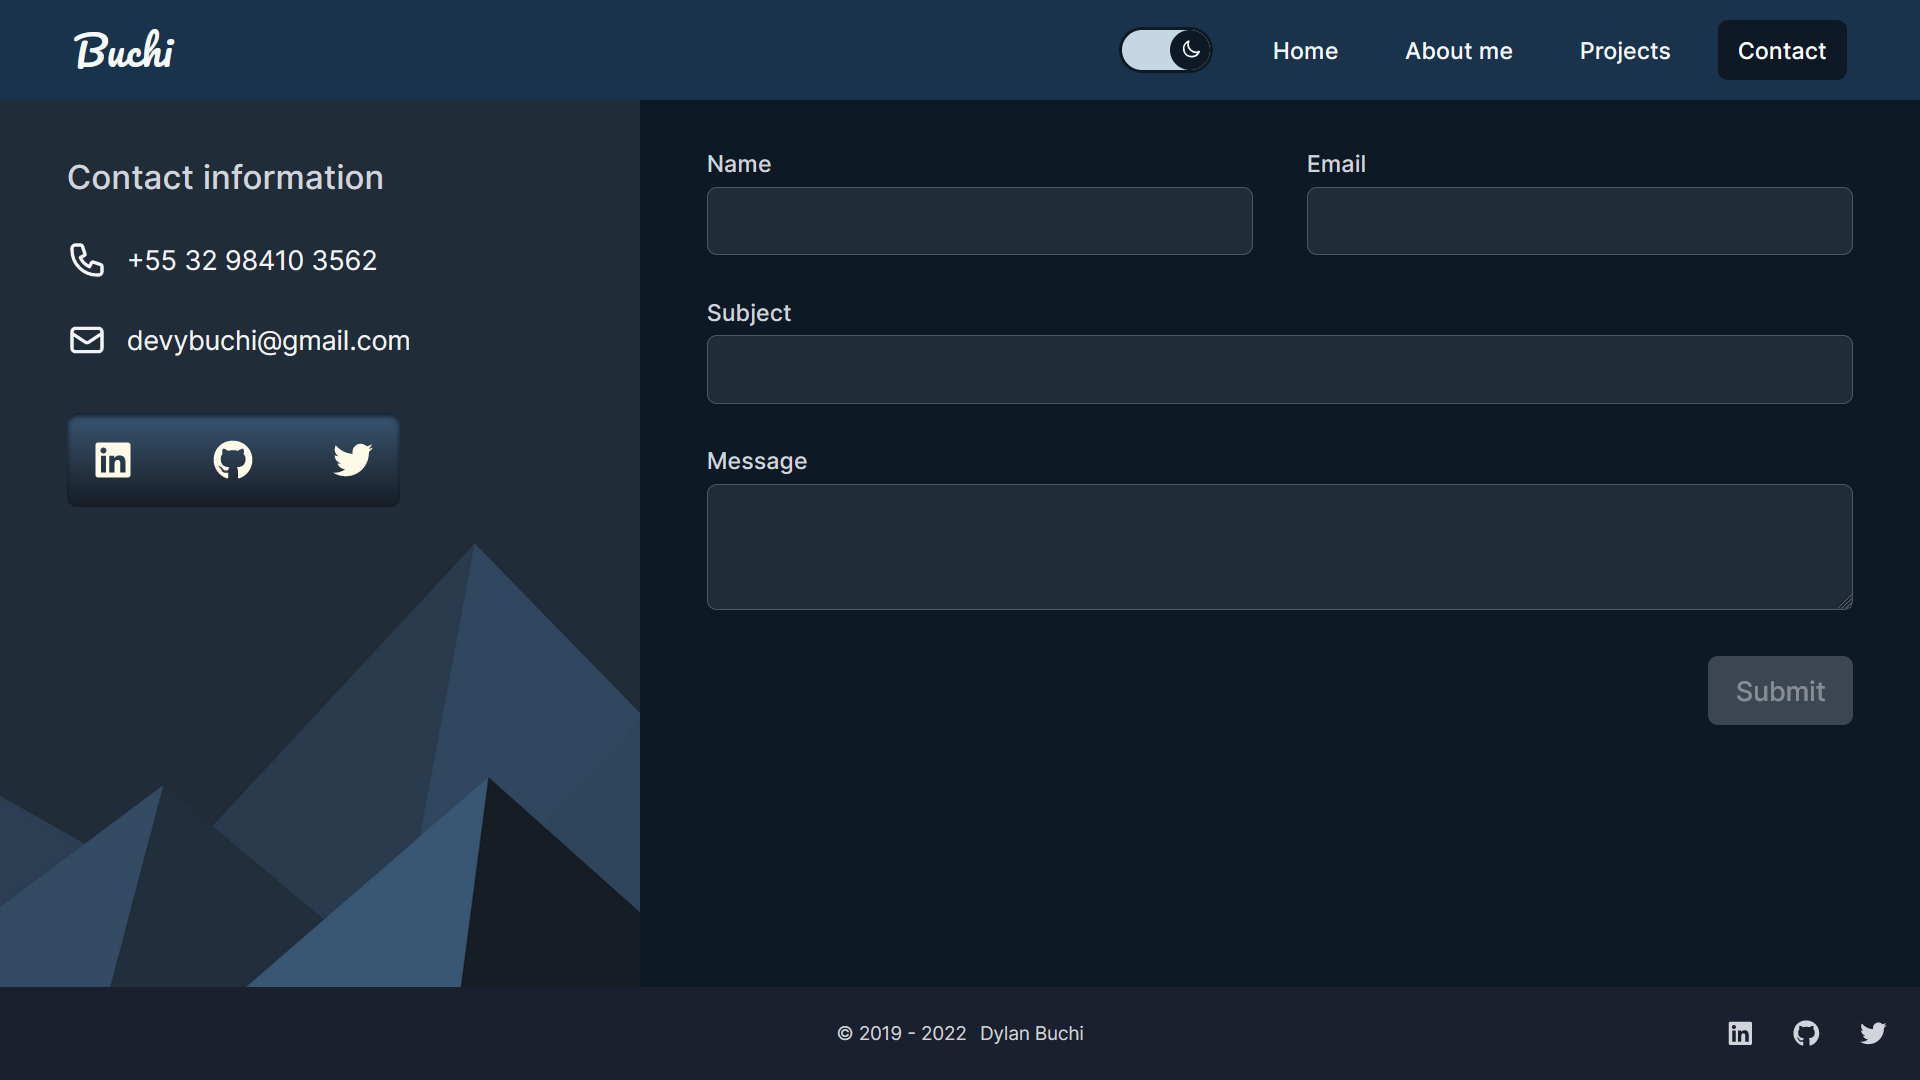 Buchi
Home
About me
Projects
Contact
Contact information
+55 32 98410 3562
devybuchi@gmail.com
Name
Email
Subject
Message
Submit
© 2019 - 2022 Dylan Buchi